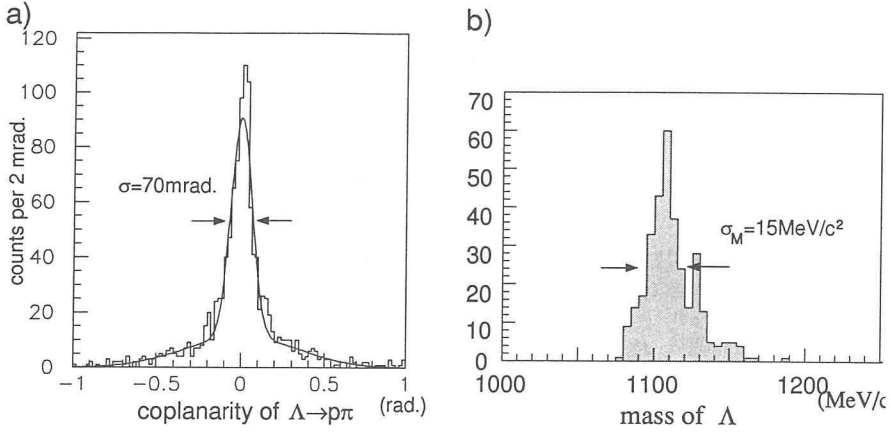 a)
120
100
80
60
40
20
0
counts per 2 mrad.
σ=70mrad.
-1
-0.5
0
0.5
1
coplanarity of Λ→pπ
(rad.)
b)
70
60
50
40
30
20
10
0
σM=15MeV/c²
1000
1100
1200
(MeV/c
mass of Λ